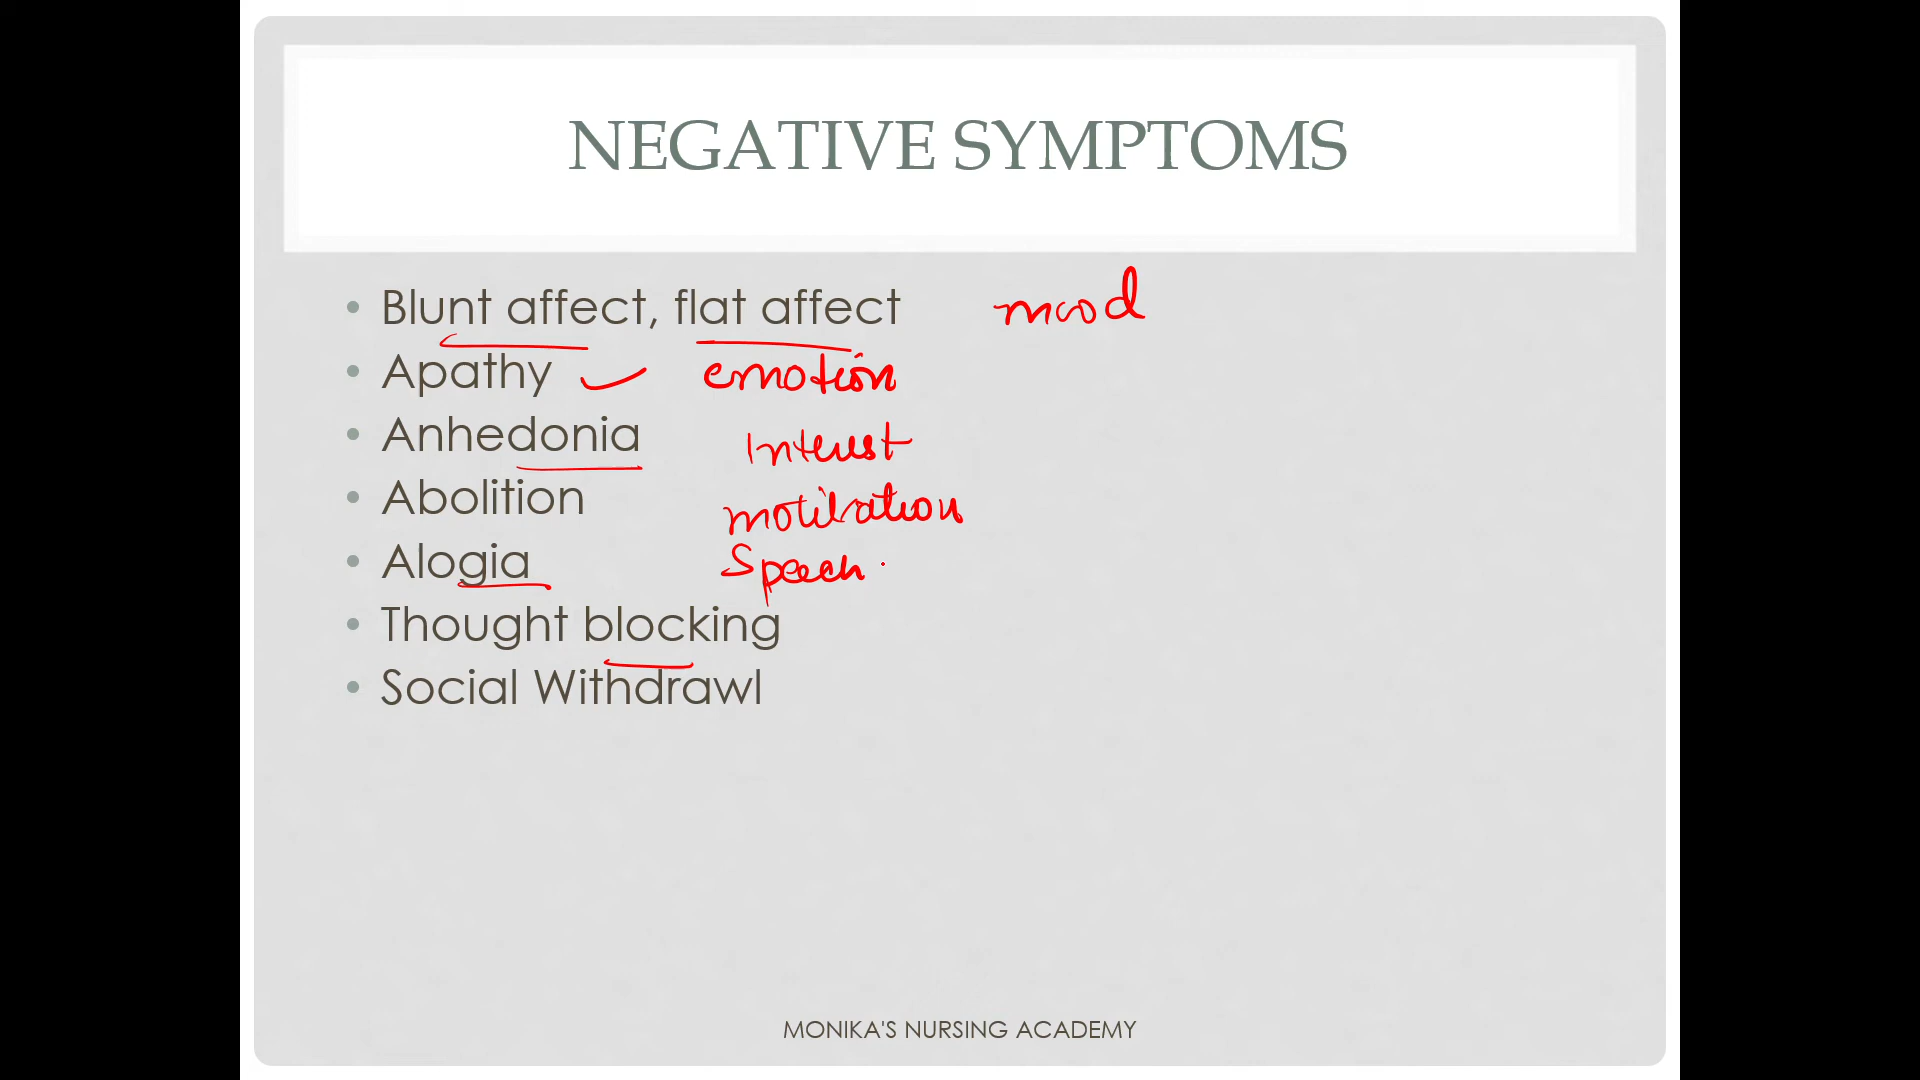 NEGATIVE SYMPTOMS
• Blunt affect, flat affect mood
• Apathy ✓ emotion
• Anhedonia Interest
• Abolition motivation
• Alogia Speech
• Thought blocking
• Social Withdrawl
MONIKA'S NURSING ACADEMY